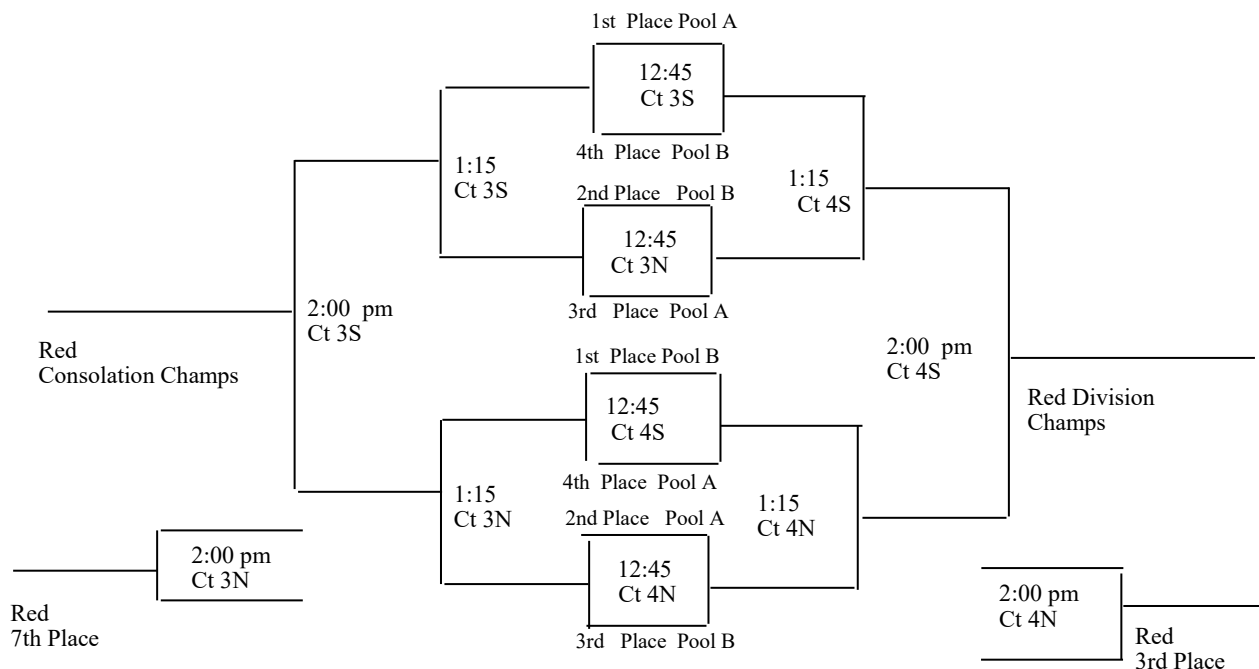 1st Place Pool A
12:45
Ct 3S
4th Place Pool B
1:15
Ct 3S
1:15
Ct 4S
2nd Place Pool B
12:45
Ct 3N
3rd Place Pool A
2:00 pm
Ct 3S
Red
Consolation Champs
1st Place Pool B
12:45
Ct 4S
4th Place Pool A
2:00 pm
Ct 4S
Red Division
Champs
1:15
Ct 3N
1:15
Ct 4N
2nd Place Pool A
12:45
Ct 4N
3rd Place Pool B
2:00 pm
Ct 3N
Red
7th Place
2:00 pm
Ct 4N
Red
3rd Place